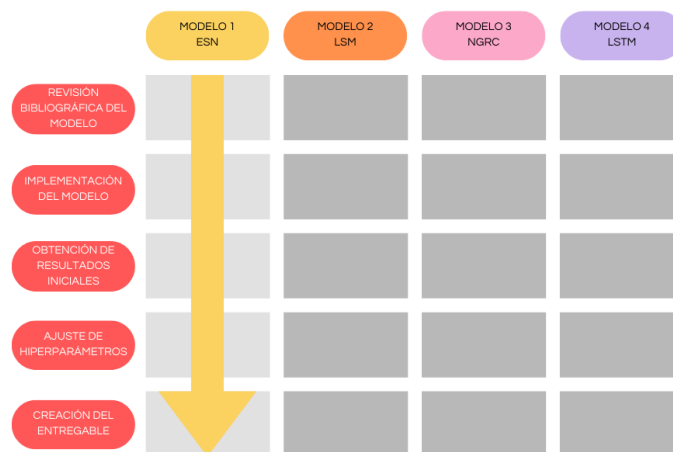 MODELO 1
ESN
MODELO 2
LSM
MODELO 3
NGRC
MODELO 4
LSTM
REVISIÓN
BIBLIOGRÁFICA DEL
MODELO
IMPLEMENTACIÓN
DEL MODELO
OBTENCIÓN DE
RESULTADOS
INICIALES
AJUSTE DE
HIPERPARÁMETROS
CREACIÓN DEL
ENTREGABLE